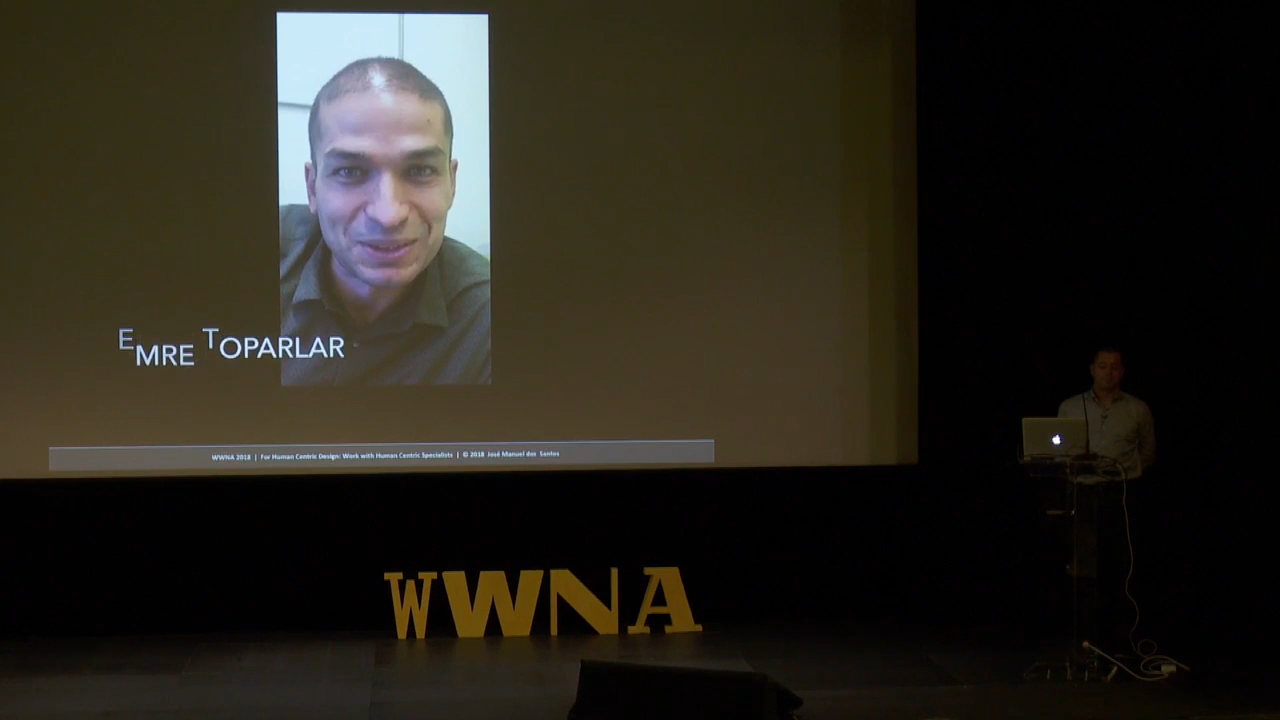 EMRE TOPARLAR
WWNA 2018 | For Human Centric Design: Work with Human Centric Specialists | © 2018 José Manuel dos Santos
WWNA